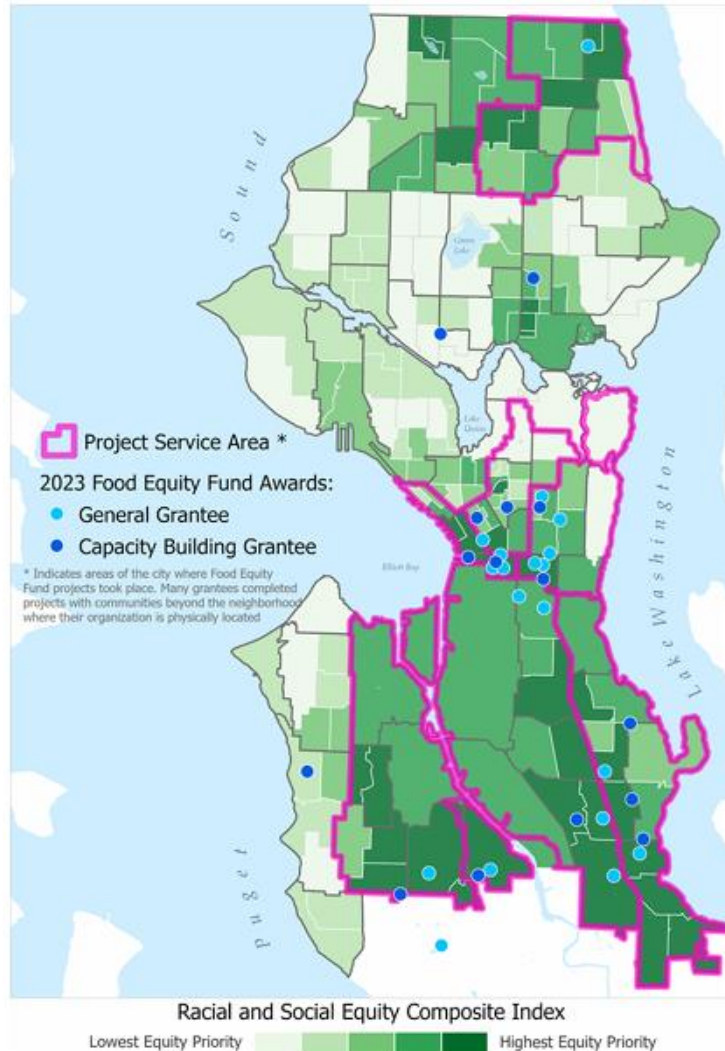 Sound
Green
Lake
Lake
Union
Project Service Area *
2023 Food Equity Fund Awards:
General Grantee
Capacity Building Grantee
* Indicates areas of the city where Food Equity
Fund projects took place. Many grantees completed
projects with communities beyond the neighborhood
where their organization is physically located
Elliott Bay
Lake Washington
Puget
Racial and Social Equity Composite Index
Lowest Equity Priority
Highest Equity Priority